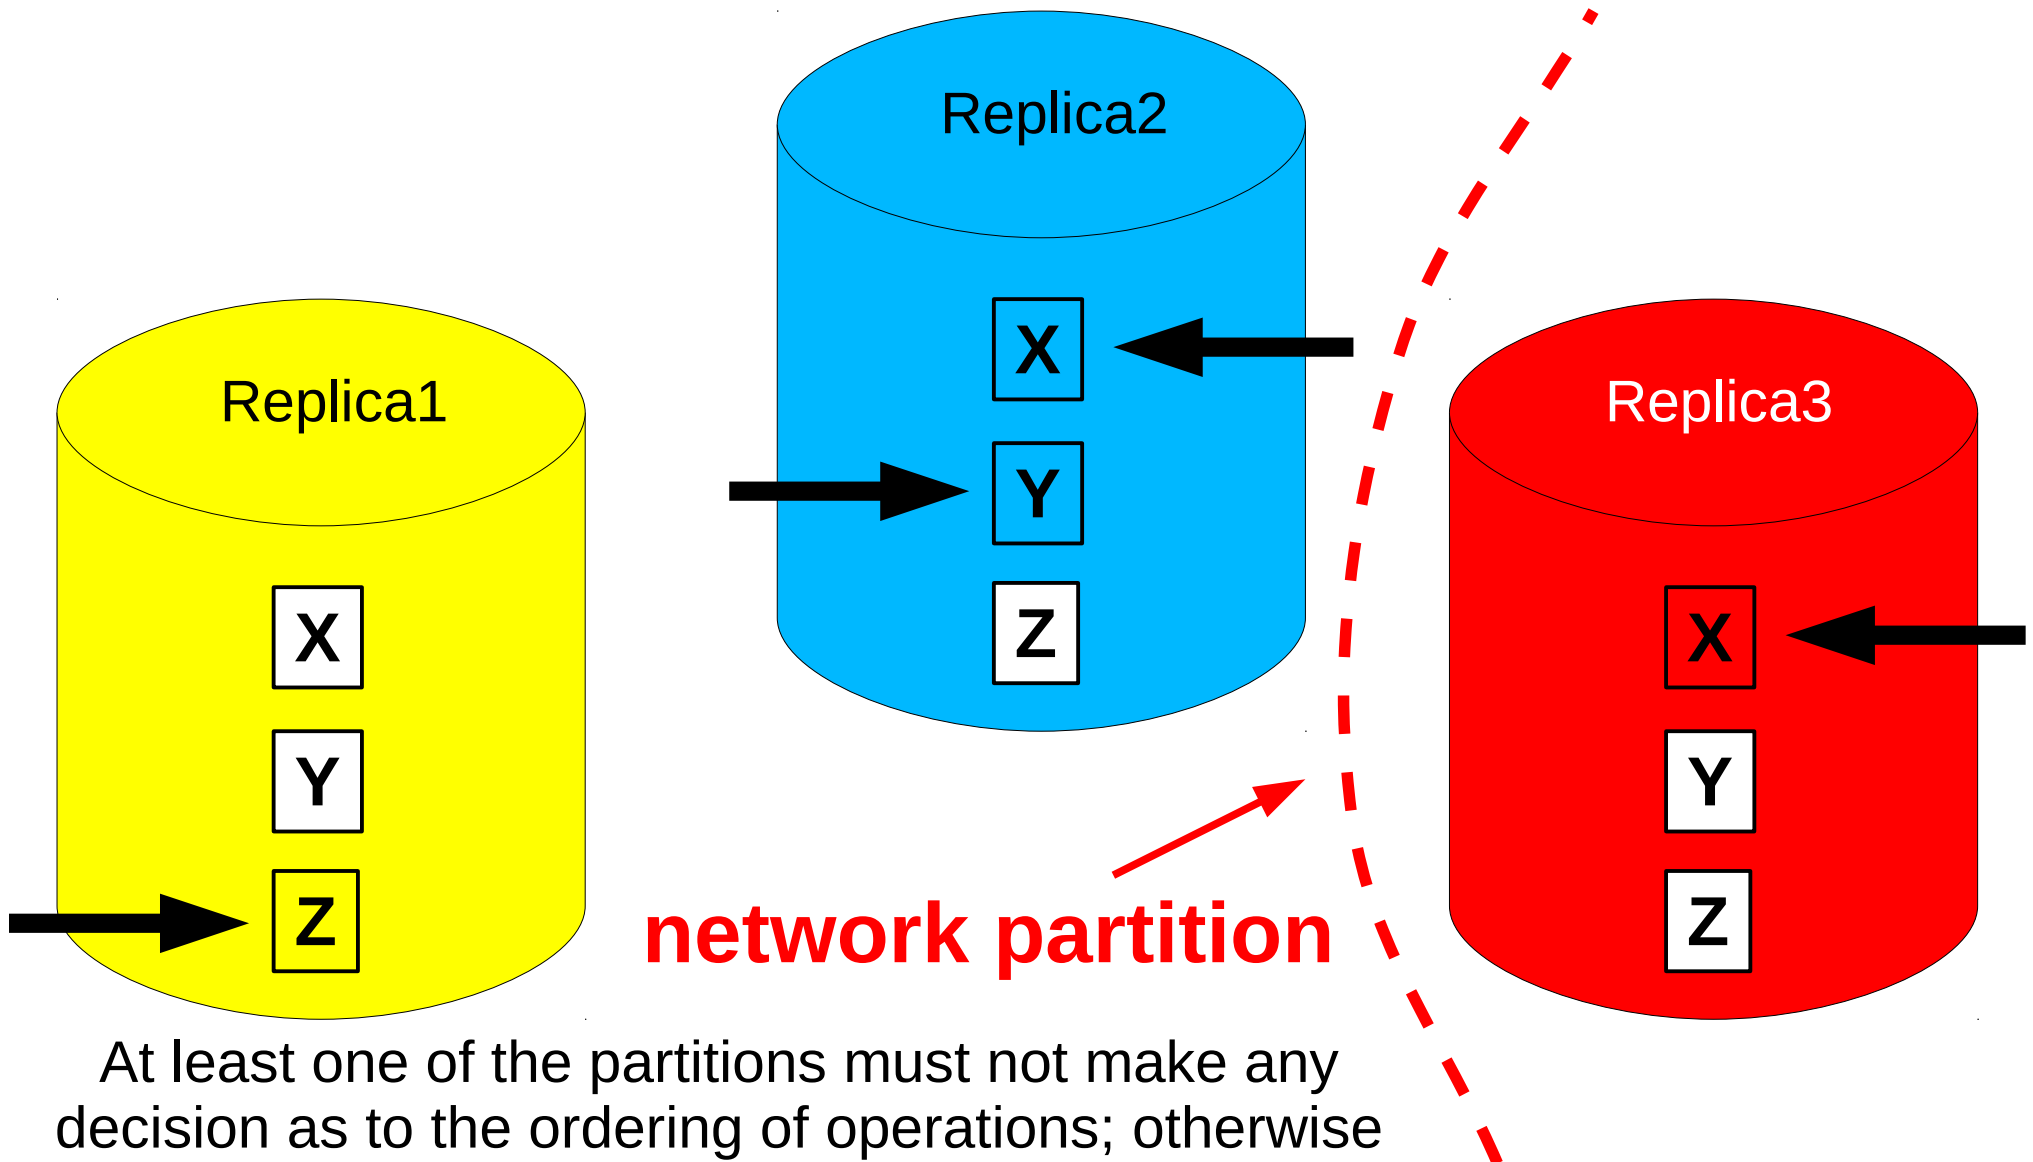 Replica2
Replica1
Replica3
X
Y
Z
X
Y
Z
X
Y
Z
network partition
At least one of the partitions must not make any
decision as to the ordering of operations; otherwise